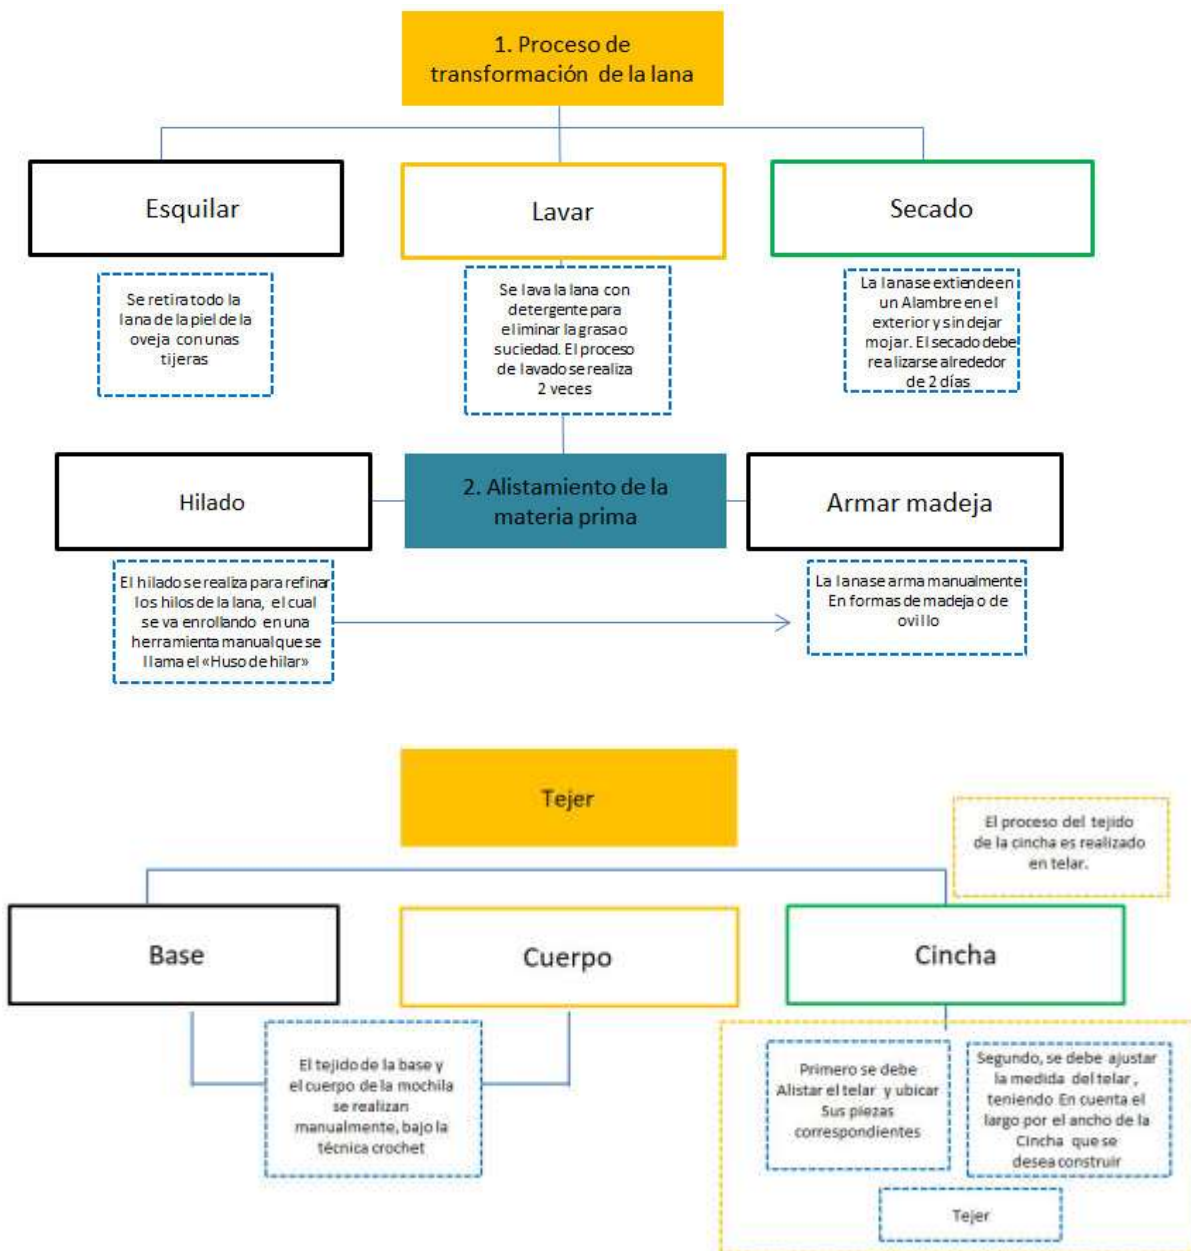 1. Proceso de
transformación de la lana
Esquilar
Lavar
Secado
Se retira todo la
lana de la piel de la
oveja con unas
tijeras
Se lava la lana con
detergente para
eliminar la grasa o
suciedad. El proceso
de lavado se realiza
2 veces
La lana se extiende en
un Alambre en el
exterior y sin dejar
mojar. El secado debe
realizarse alrededor
de 2 días
Hilado
2. Alistamiento de la
materia prima
Armar madeja
El hilado se realiza para refinar
los hilos de la lana, el cual
se va enrollando en una
herramienta manual que se
llama el «Huso de hilar»
La lana se arma manualmente
En formas de madeja o de
ovillo
Tejer
El proceso del tejido
de la cincha es realizado
en telar.
Base
Cuerpo
Cincha
El tejido de la base y
el cuerpo de la mochila
se realizan
manualmente, bajo la
técnica crochet
Primero se debe
Alistar el telar y ubicar
Sus piezas
correspondientes
Segundo, se debe ajustar
la medida del telar,
teniendo En cuenta el
largo por el ancho de la
Cincha que se
desea construir
Tejer